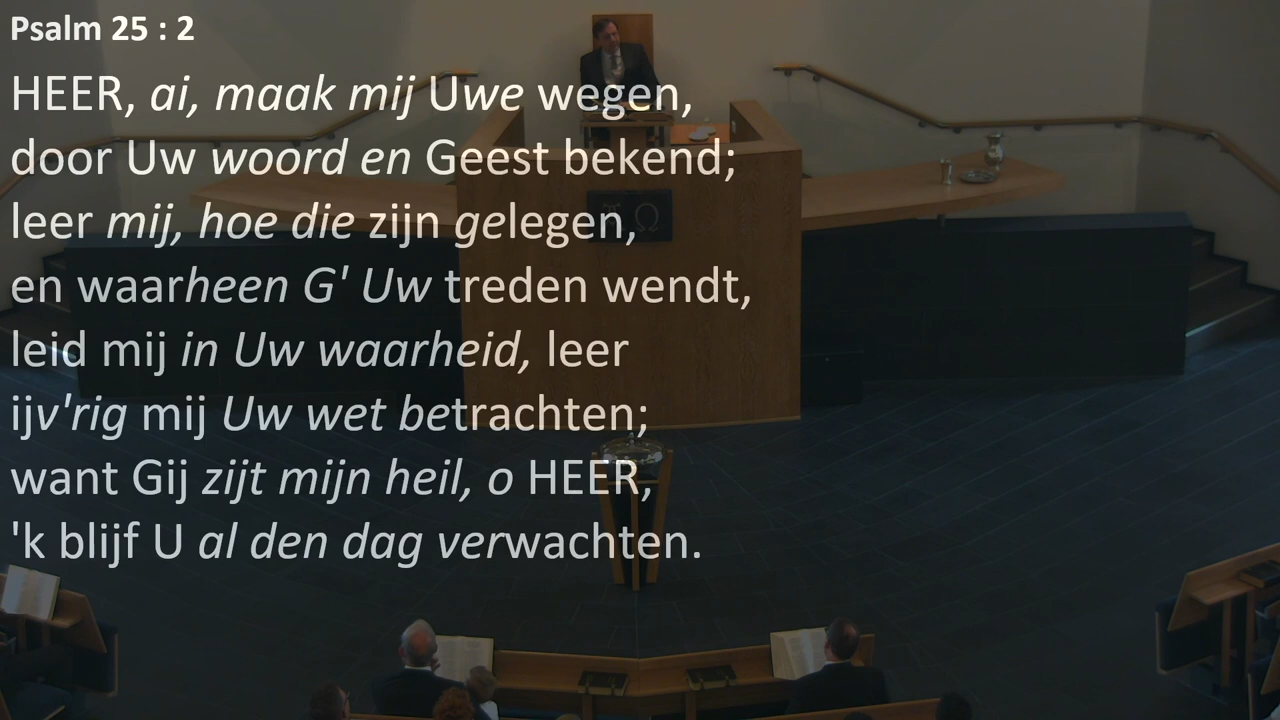 Psalm 25 : 2
HEER, ai, maak mij Uwe wegen,
door Uw woord en Geest bekend;
leer mij, hoe die zijn gelegen,
en waarheen G' Uw treden wendt,
leid mij in Uw waarheid, leer
ijv'rig mij Uw wet betrachten;
want Gij zijt mijn heil, o HEER,
'k blijf U al den dag verwachten.